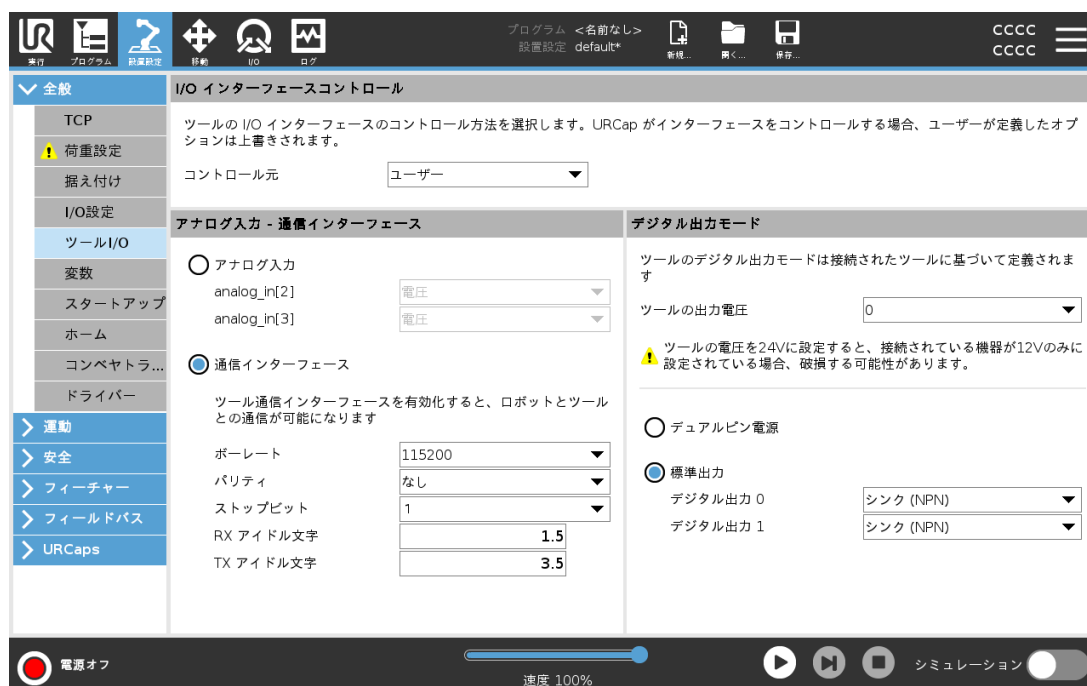 UR
実行
プログラム
設置設定
移動
I/O
ログ
プログラム <名前なし>
設置設定 default*
新規...
開く...
保存...
CCCC
CCCC
全般
TCP
荷重設定
据え付け
I/O設定
ツールI/O
変数
スタートアップ
ホーム
コンベヤトラ...
ドライバー
運動
安全
フィーチャー
フィールドバス
URCaps
I/O インターフェースコントロール
ツールの I/O インターフェースのコントロール方法を選択します。URCap がインターフェースをコントロールする場合、ユーザーが定義したオプ
ションは上書きされます。
コントロール元 ユーザー
アナログ入力 - 通信インターフェース
アナログ入力
analog_in[2] 電圧
analog_in[3] 電圧
通信インターフェース
ツール通信インターフェースを有効化すると、ロボットとツール
との通信が可能になります
ボーレート 115200
パリティ なし
ストップビット 1
RX アイドル文字 1.5
TX アイドル文字 3.5
デジタル出力モード
ツールのデジタル出力モードは接続されたツールに基づいて定義されま
す
ツールの出力電圧 0
ツールの電圧を24Vに設定すると、接続されている機器が12Vのみに
設定されている場合、破損する可能性があります。
デュアルピン電源
標準出力
デジタル出力 0 シンク (NPN)
デジタル出力 1 シンク (NPN)
電源オフ
速度 100%
シミュレーション